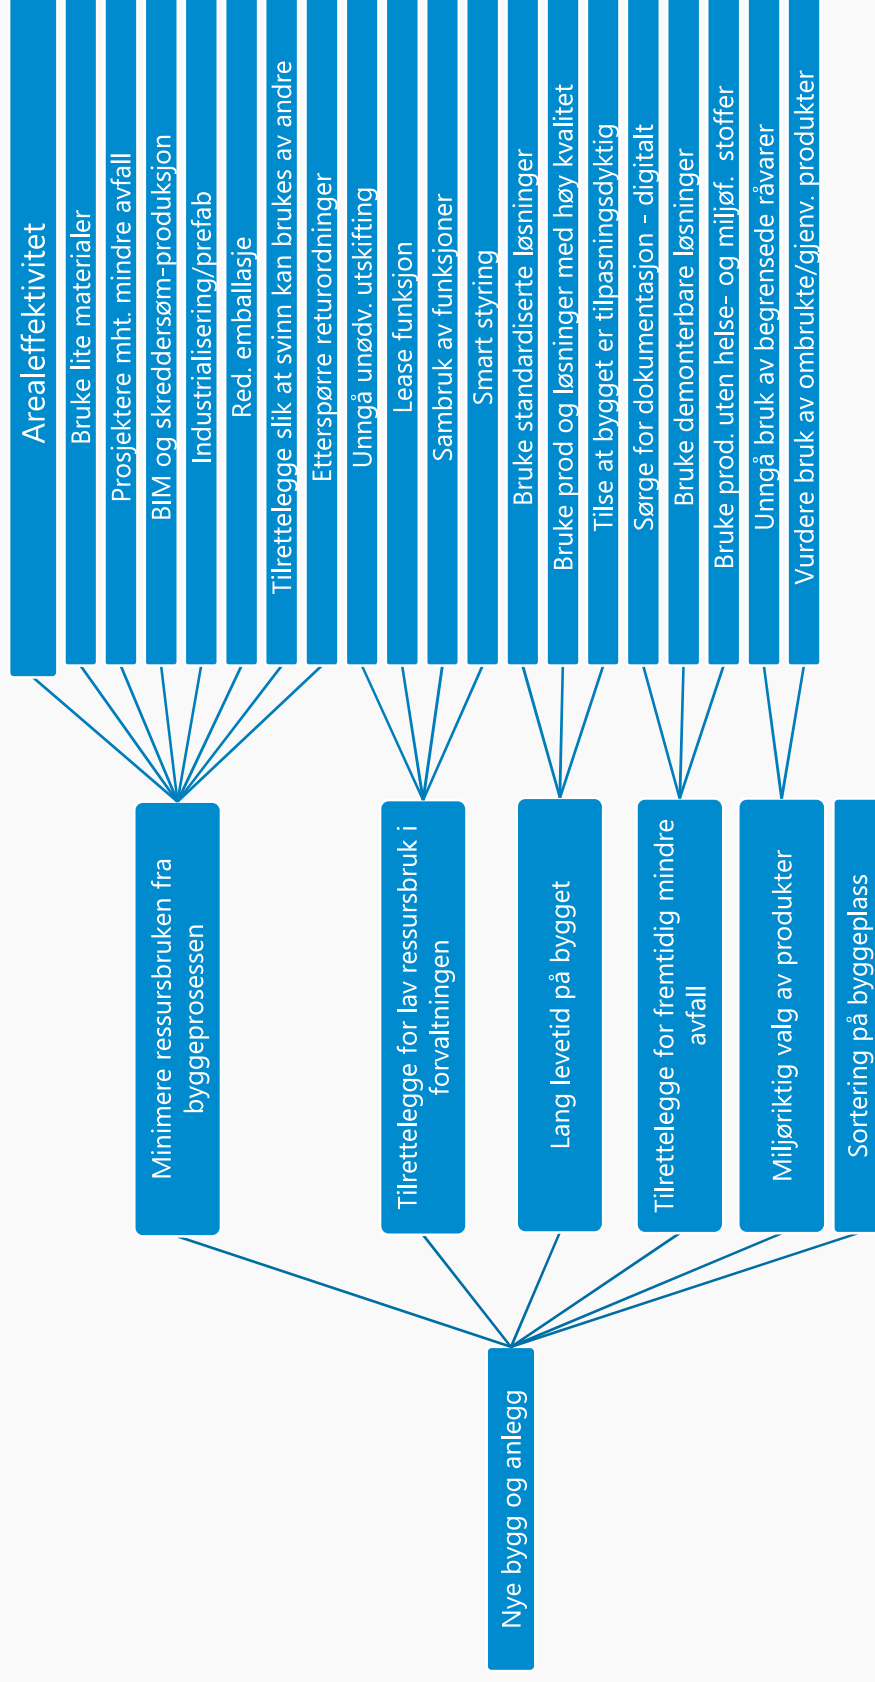 Nye bygg og anlegg
Minimere ressursbruken fra
byggeprosessen
Arealeffektivitet
Bruke lite materialer
Prosjektere mht. mindre avfall
BIM og skreddersøm-produksjon
Industrialisering/prefab
Red. emballasje
Tilrettelegge slik at svinn kan brukes av andre
Etterspørre returordninger
Tilrettelegge for lav ressursbruk i
forvaltningen
Unngå unødv. utskifting
Lease funksjon
Sambruk av funksjoner
Smart styring
Lang levetid på bygget
Bruke standardiserte løsninger
Bruke prod og løsninger med høy kvalitet
Tilse at bygget er tilpasningsdyktig
Tilrettelegge for fremtidig mindre
avfall
Sørge for dokumentasjon - digitalt
Bruke demonterbare løsninger
Bruke prod. uten helse- og miljøf. stoffer
Miljøriktig valg av produkter
Unngå bruk av begrensede råvarer
Vurdere bruk av ombrukte/gjenv. produkter
Sortering på byggeplass